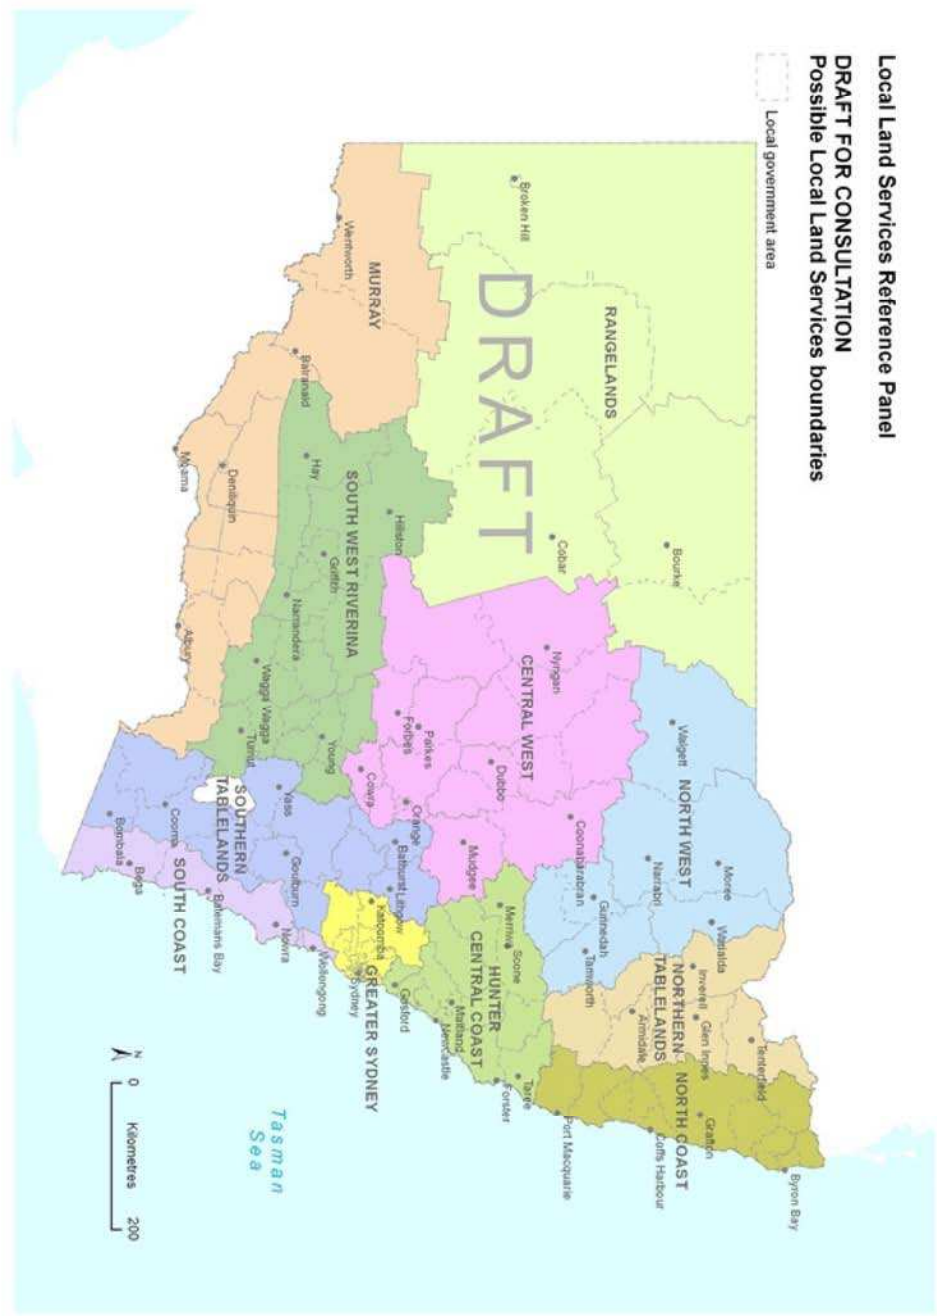 Local Land Services Reference Panel
DRAFT FOR CONSULTATION
Possible Local Land Services boundaries
Local government area
DRAFT
RANGELANDS
Broken Hill
Bourke
Cobar
MURRAY
Wentworth
Balranald
Moama
Deniliquin
Albury
SOUTH WEST RIVERINA
Hay
Hillston
Griffith
Narrandera
Wagga Wagga
Tumut
Young
CENTRAL WEST
Nyngan
Forbes
Parkes
Dubbo
Cowra
Orange
Mudgee
Coonabarabran
NORTH WEST
Walgett
Moree
Narrabri
Warialda
Gunnedah
Tamworth
NORTHERN
TABLELANDS
Inverell
Glen Innes
Armidale
Tenterfield
NORTH COAST
Grafton
Coffs Harbour
Byron Bay
Port Macquarie
HUNTER
CENTRAL COAST
Merriwa
Scone
Maitland
Newcastle
Gosford
Taree
Forster
GREATER SYDNEY
Katoomba
Sydney
SOUTHERN
TABLELANDS
Yass
Goulburn
Bathurst
Lithgow
Cooma
Bombala
SOUTH COAST
Bega
Batemans Bay
Nowra
Wollongong
Tasman
Sea
N
0
Kilometres
200